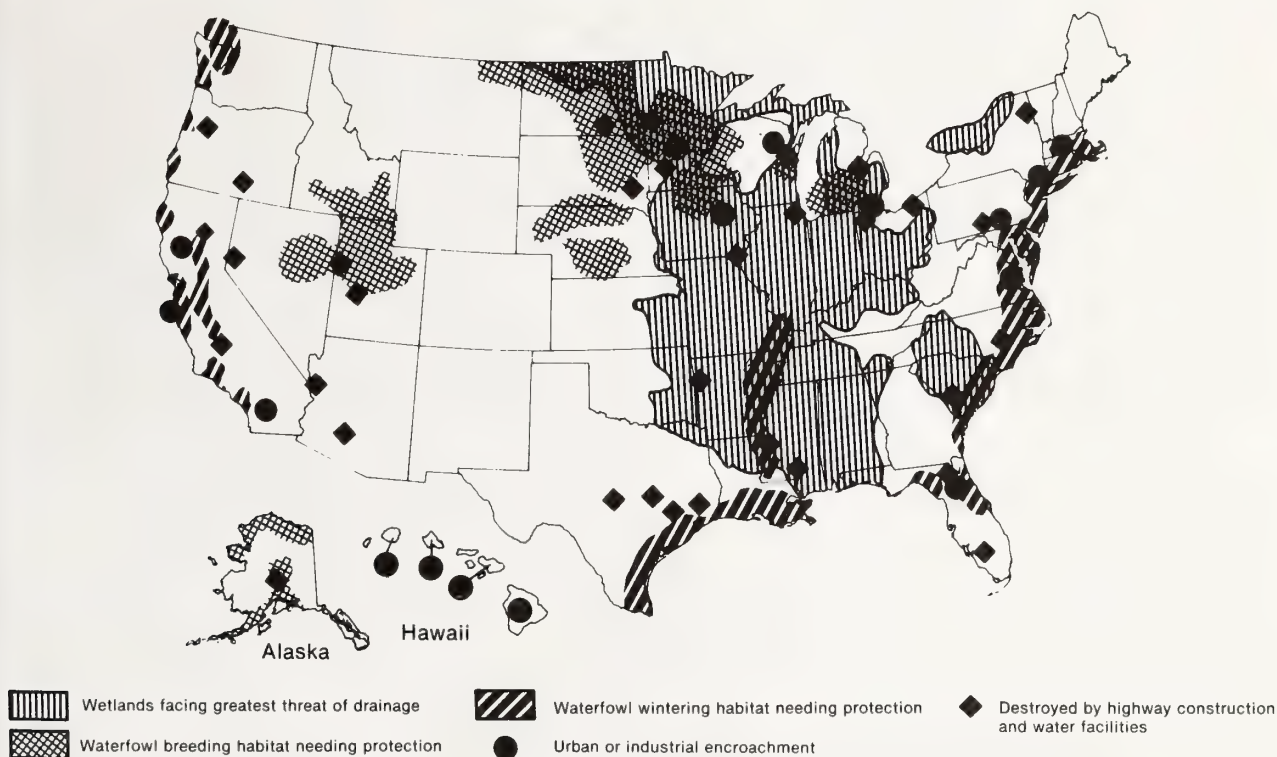 Alaska
Hawaii
Wetlands facing greatest threat of drainage
Waterfowl breeding habitat needing protection
Waterfowl wintering habitat needing protection
Urban or industrial encroachment
Destroyed by highway construction
and water facilities